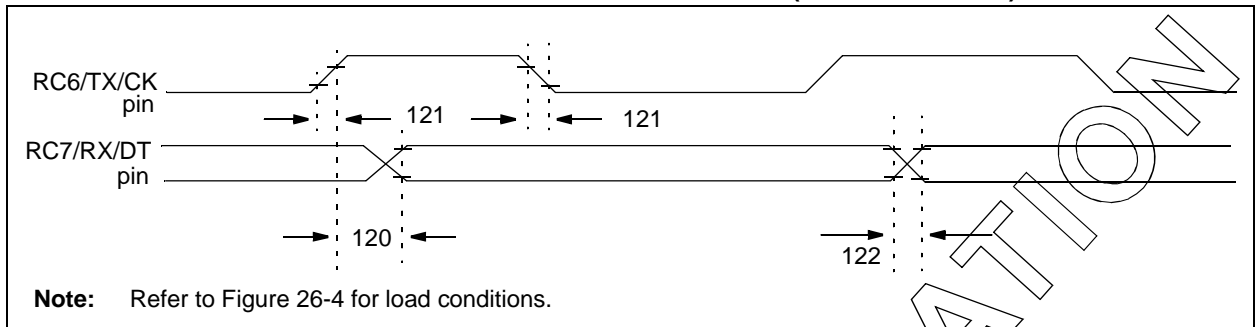 RC6/TX/CK
pin
121
121
RC7/RX/DT
pin
120
122
Note: Refer to Figure 26-4 for load conditions.
ATION